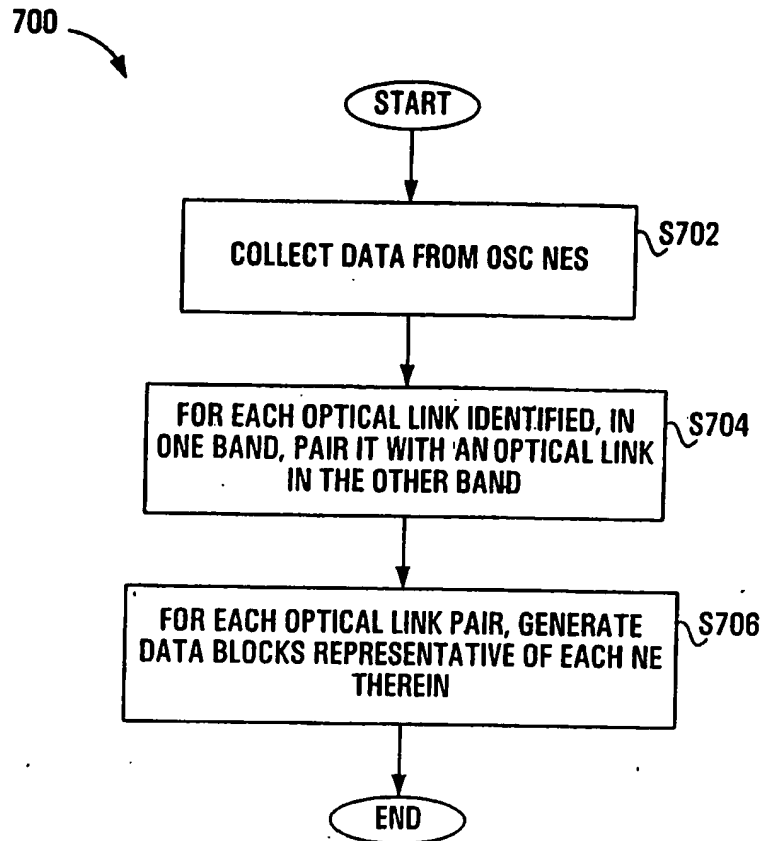 700
START
COLLECT DATA FROM OSC NES
S702
FOR EACH OPTICAL LINK IDENTIFIED, IN
ONE BAND, PAIR IT WITH AN OPTICAL LINK
IN THE OTHER BAND
S704
FOR EACH OPTICAL LINK PAIR, GENERATE
DATA BLOCKS REPRESENTATIVE OF EACH NE
THEREIN
S706
END